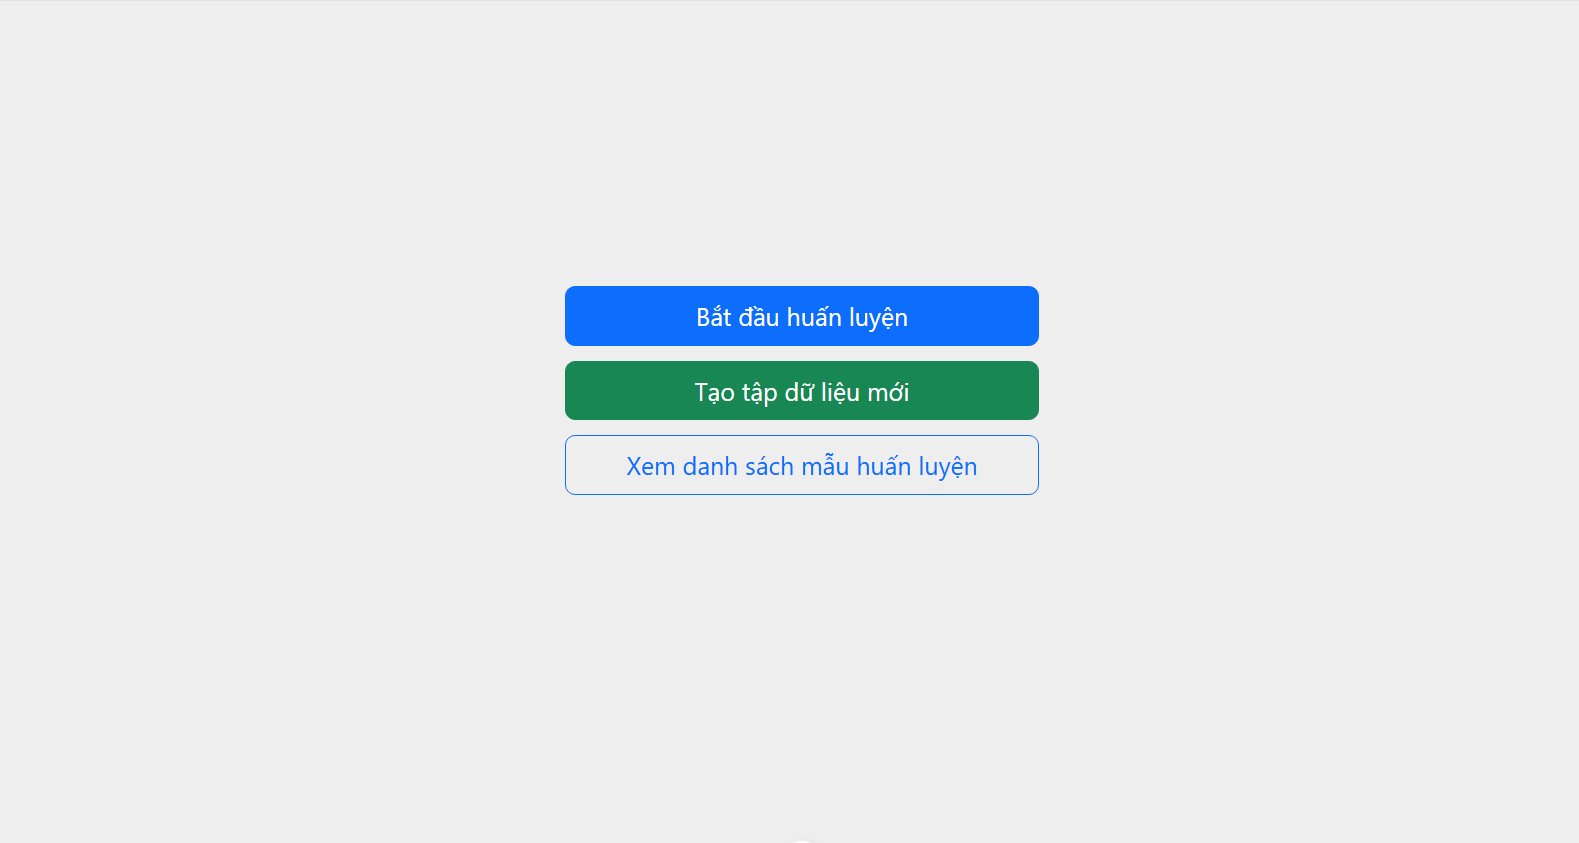 Bắt đầu huấn luyện
Tạo tập dữ liệu mới
Xem danh sách mẫu huấn luyện